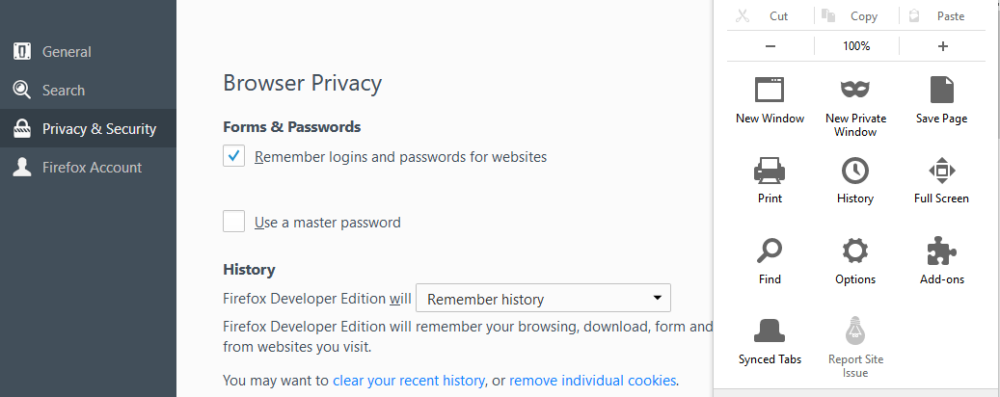 General
Search
Privacy & Security
Firefox Account
Browser Privacy
Forms & Passwords
Remember logins and passwords for websites
Use a master password
History
Firefox Developer Edition will Remember history
Firefox Developer Edition will remember your browsing, download, form and
from websites you visit.
You may want to clear your recent history, or remove individual cookies.
Cut Copy Paste
− 100% +
New Window
New Private
Window
Save Page
Print
History
Full Screen
Find
Options
Add-ons
Synced Tabs
Report Site
Issue